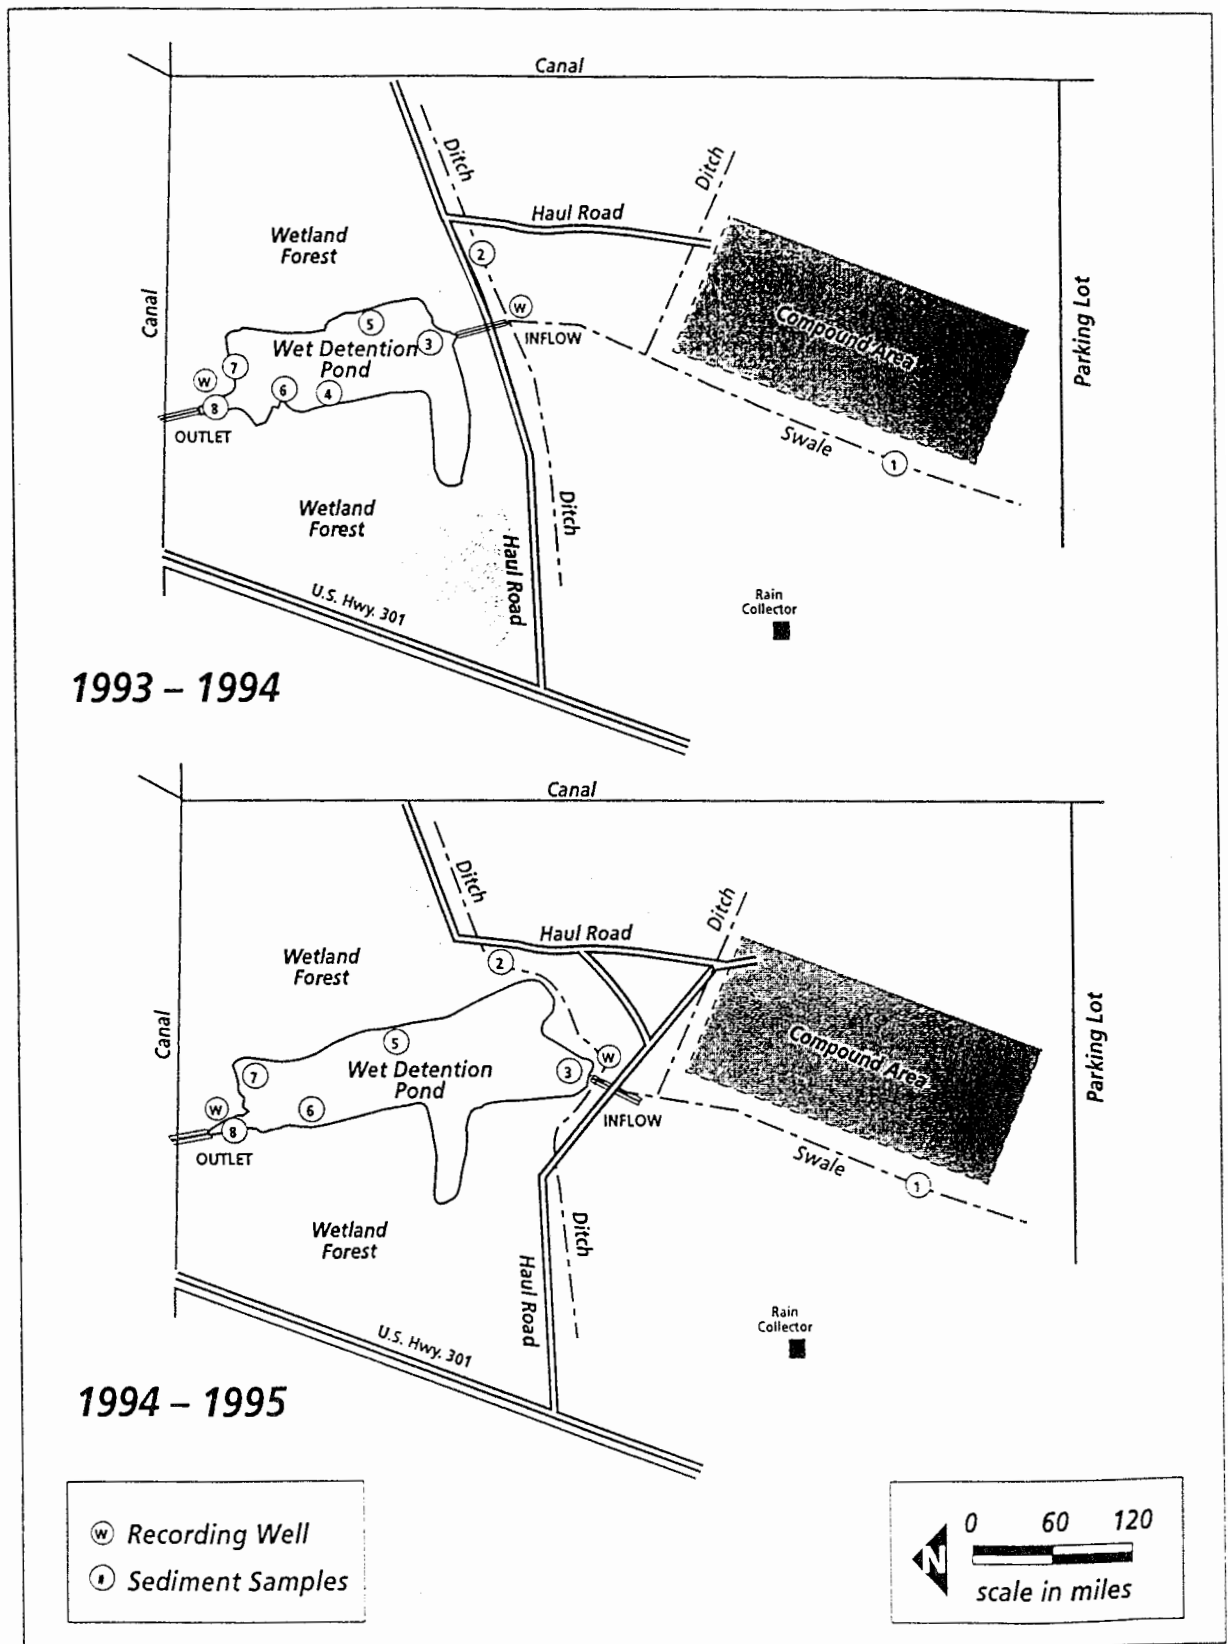 Canal
Ditch
Ditch
Haul Road
Wetland
Forest
2
W
Canal
5
3
INFLOW
Compound Area
Parking Lot
Wet Detention
Pond
7
W
6
4
8
OUTLET
Swale
1
Wetland
Forest
Ditch
Haul Road
U.S. Hwy. 301
Rain
Collector
1993 – 1994
Canal
Ditch
Ditch
Haul Road
Wetland
Forest
2
Canal
5
W
Compound Area
Parking Lot
7
Wet Detention
Pond
3
W
6
INFLOW
8
OUTLET
Swale
1
Wetland
Forest
Ditch
Haul Road
U.S. Hwy. 301
Rain
Collector
1994 – 1995
W Recording Well
# Sediment Samples
N
0 60 120
scale in miles